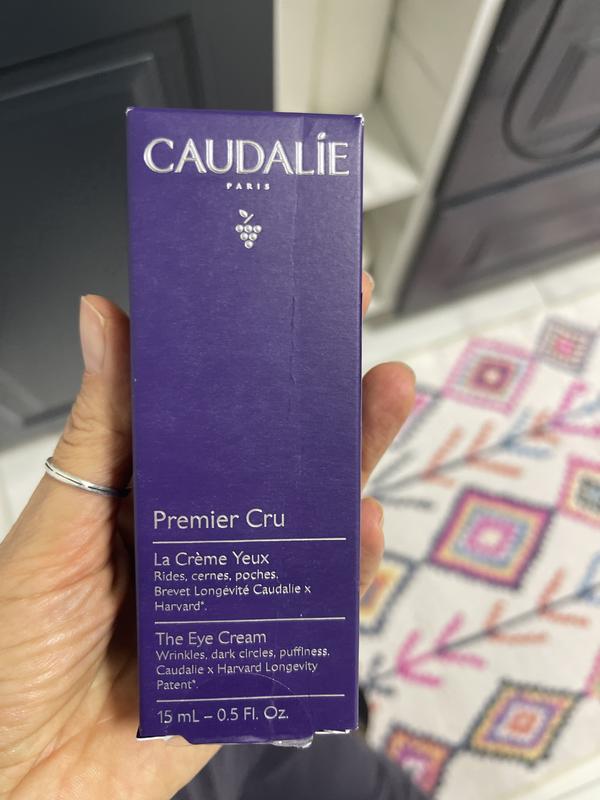 CAUDALÍE
PARIS
Premier Cru
La Crème Yeux
Rides, cernes, poches.
Brevet Longévité Caudalie x
Harvard*.
The Eye Cream
Wrinkles, dark circles, puffiness.
Caudalie x Harvard Longevity
Patent*.
15 mL – 0.5 Fl. Oz.